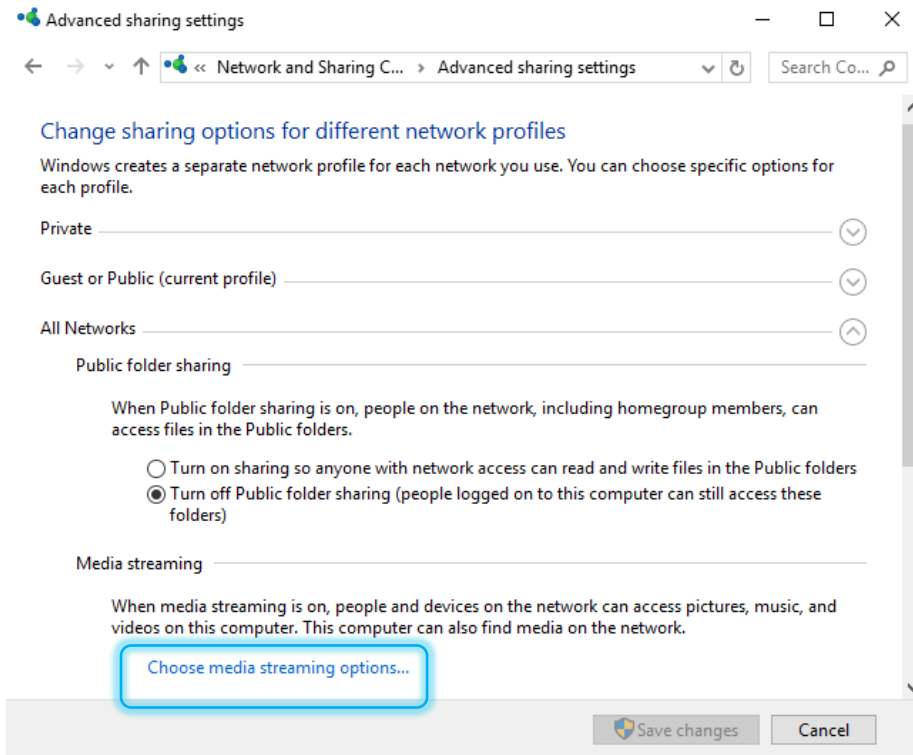 Advanced sharing settings
« Network and Sharing C... › Advanced sharing settings
Search Co...
Change sharing options for different network profiles
Windows creates a separate network profile for each network you use. You can choose specific options for
each profile.
Private
Guest or Public (current profile)
All Networks
Public folder sharing
When Public folder sharing is on, people on the network, including homegroup members, can
access files in the Public folders.
Turn on sharing so anyone with network access can read and write files in the Public folders
Turn off Public folder sharing (people logged on to this computer can still access these
folders)
Media streaming
When media streaming is on, people and devices on the network can access pictures, music, and
videos on this computer. This computer can also find media on the network.
Choose media streaming options...
Save changes
Cancel